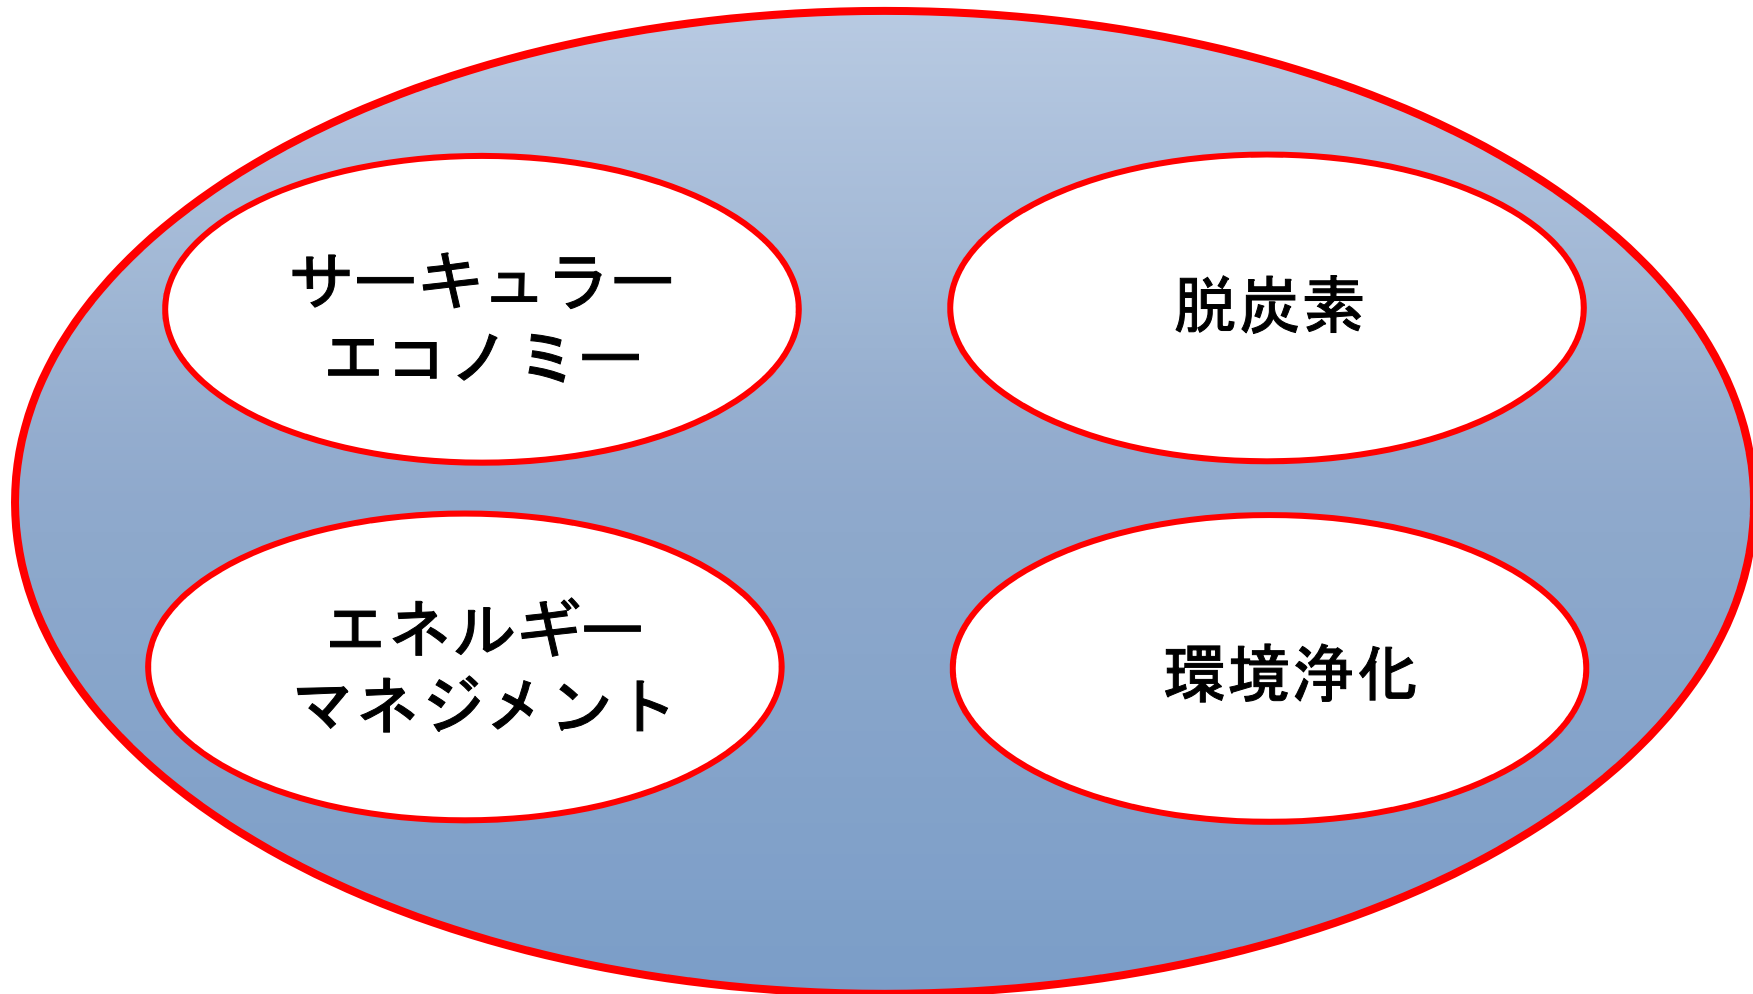 サーキュラー
エコノミー
脱炭素
エネルギー
マネジメント
環境浄化